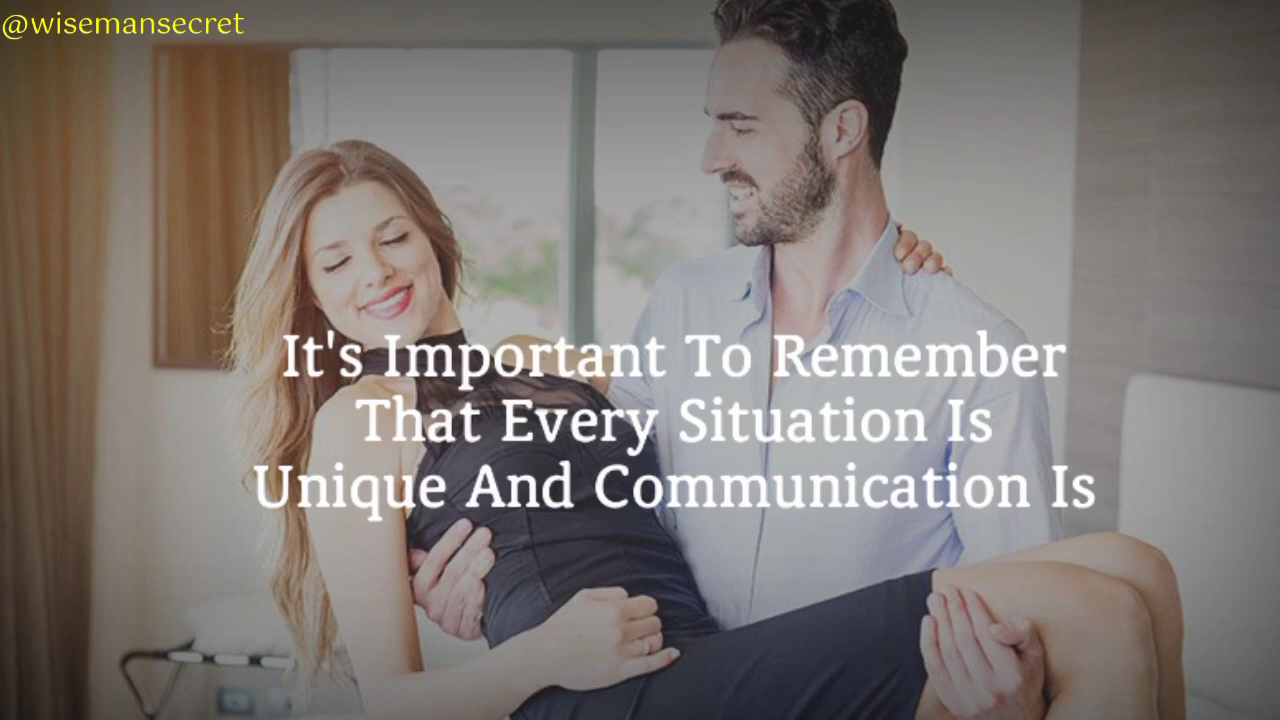 @wisemansecret
It's Important To Remember
That Every Situation Is
Unique And Communication Is